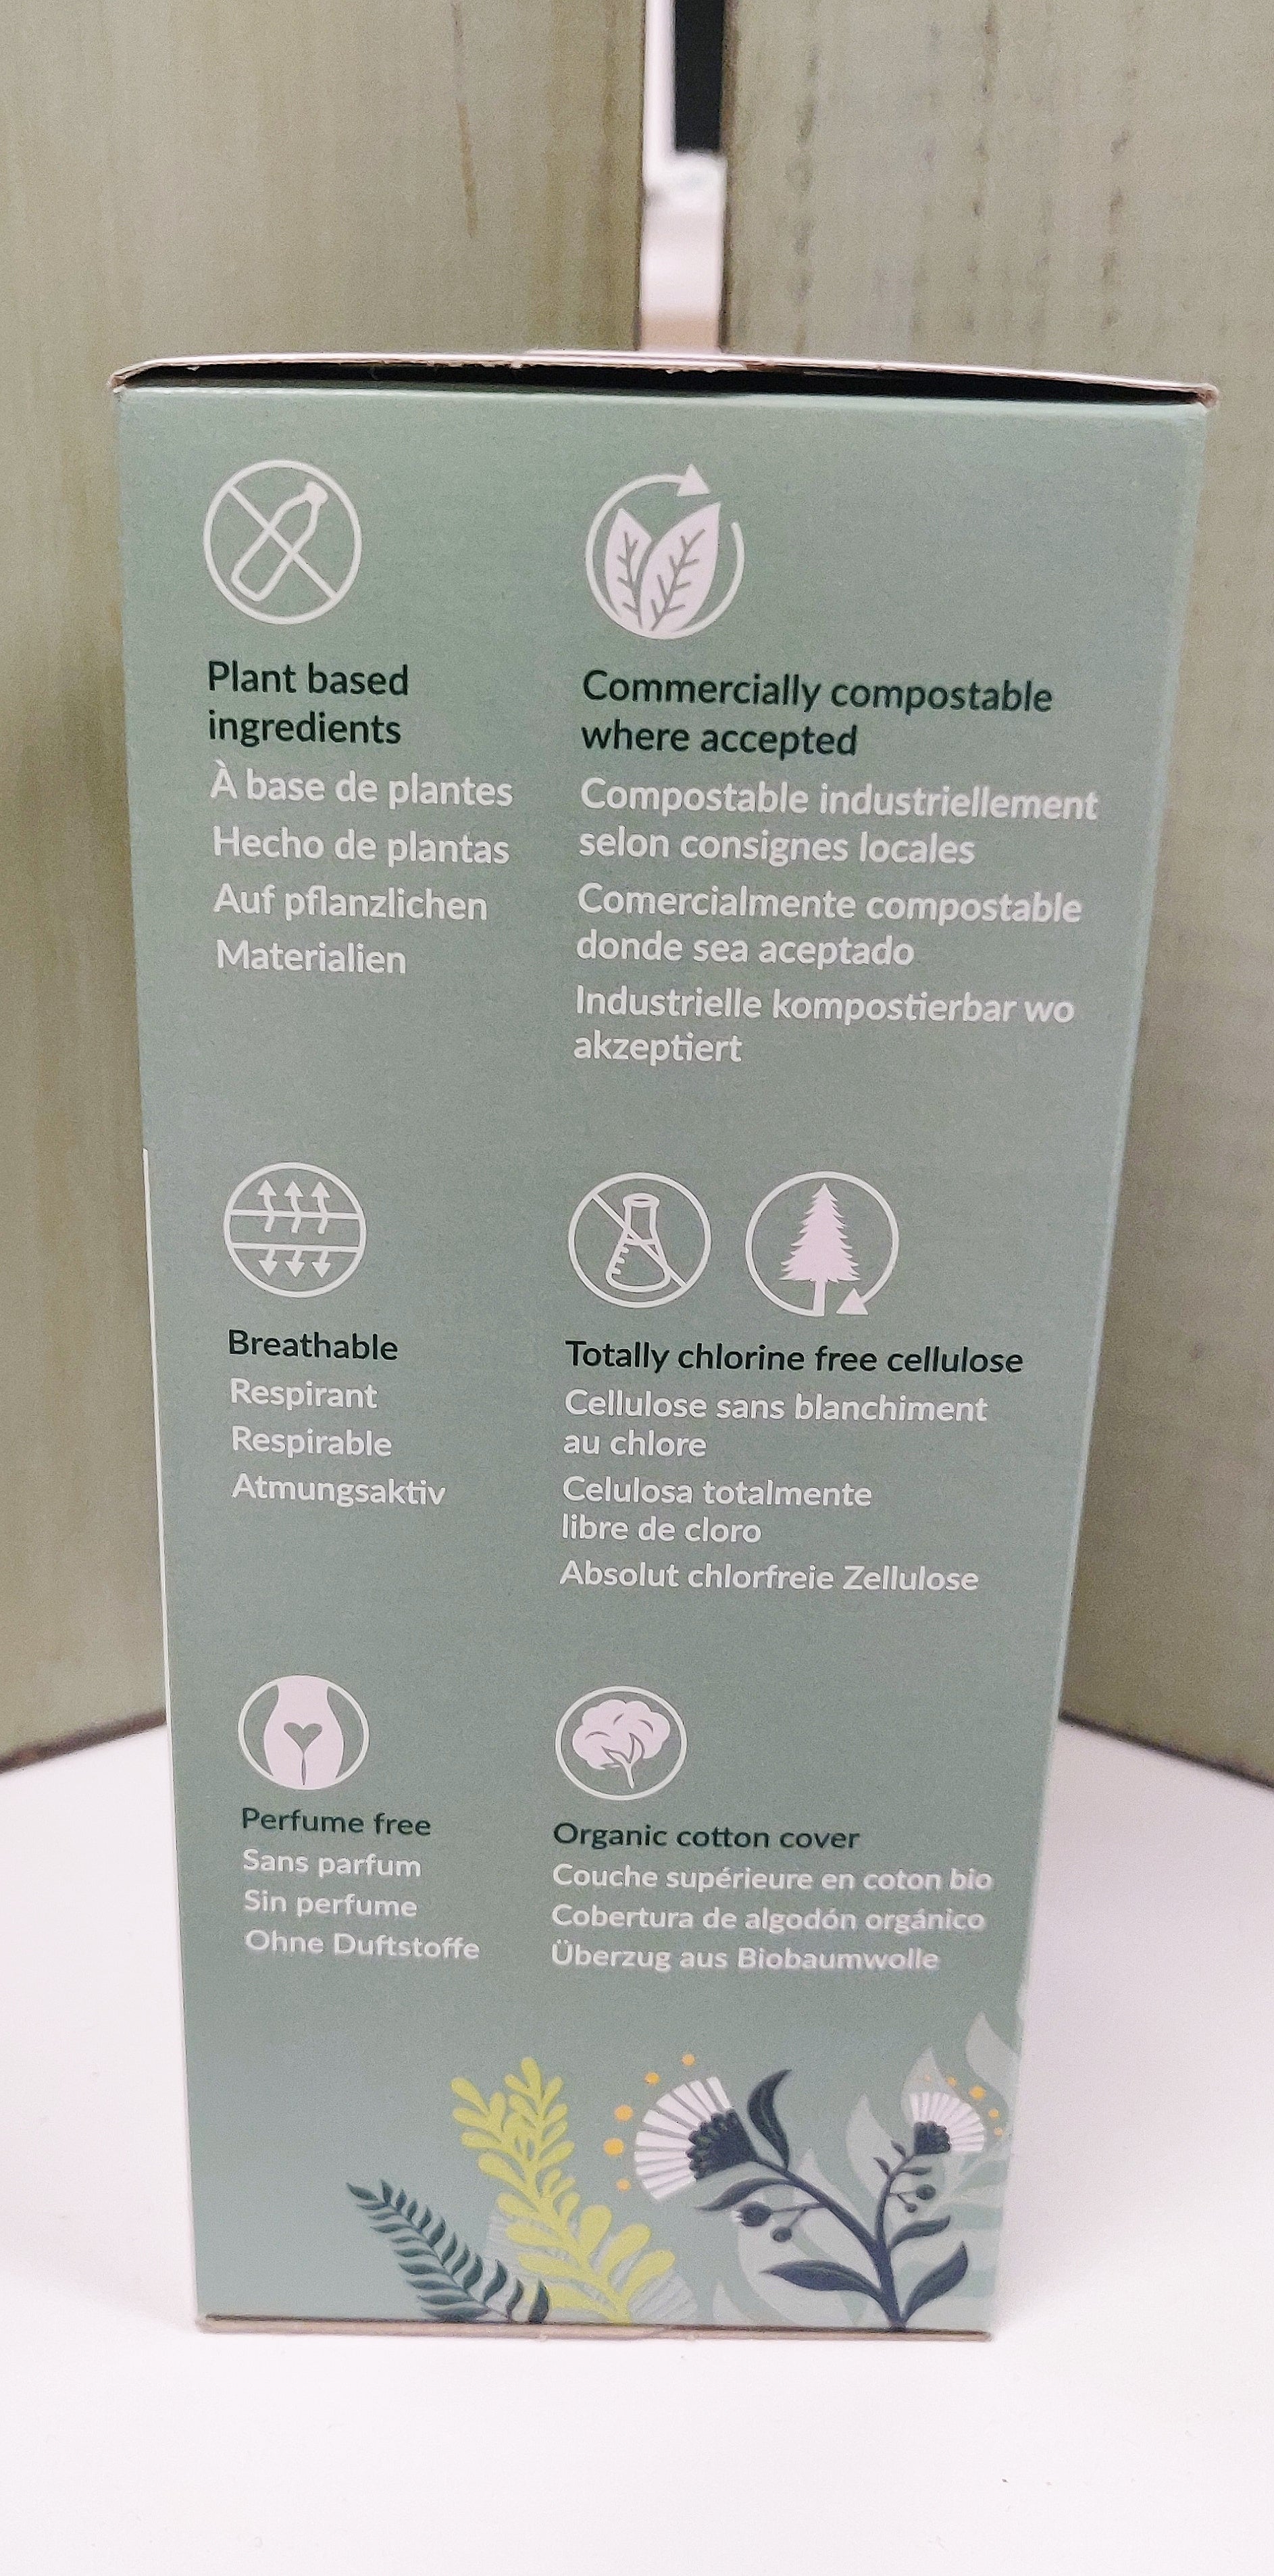 Plant based
ingredients
À base de plantes
Hecho de plantas
Auf pflanzlichen
Materialien
Commercially compostable
where accepted
Compostable industriellement
selon consignes locales
Comercialmente compostable
donde sea aceptado
Industrielle kompostierbar wo
akzeptiert
Breathable
Respirant
Respirable
Atmungsaktiv
Totally chlorine free cellulose
Cellulose sans blanchiment
au chlore
Celulosa totalmente
libre de cloro
Absolut chlorfreie Zellulose
Perfume free
Sans parfum
Sin perfume
Ohne Duftstoffe
Organic cotton cover
Couche supérieure en coton bio
Cobertura de algodón orgánico
Überzug aus Biobaumwolle